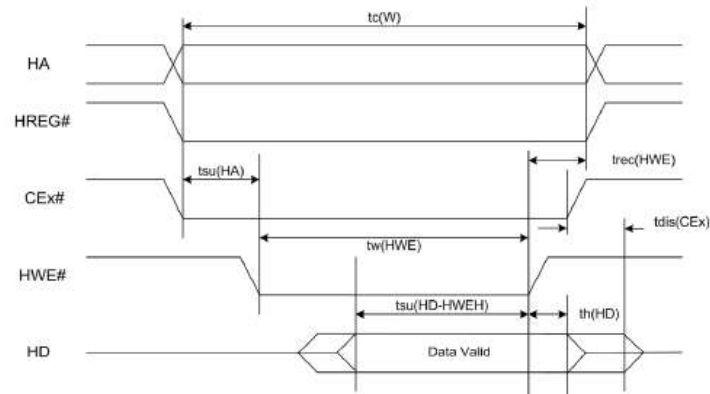 tc(W)
HA
HREG#
tsu(HA)
trec(HWE)
CEx#
tdis(CEx)
tw(HWE)
HWE#
tsu(HD-HWEH)
th(HD)
HD
Data Valid